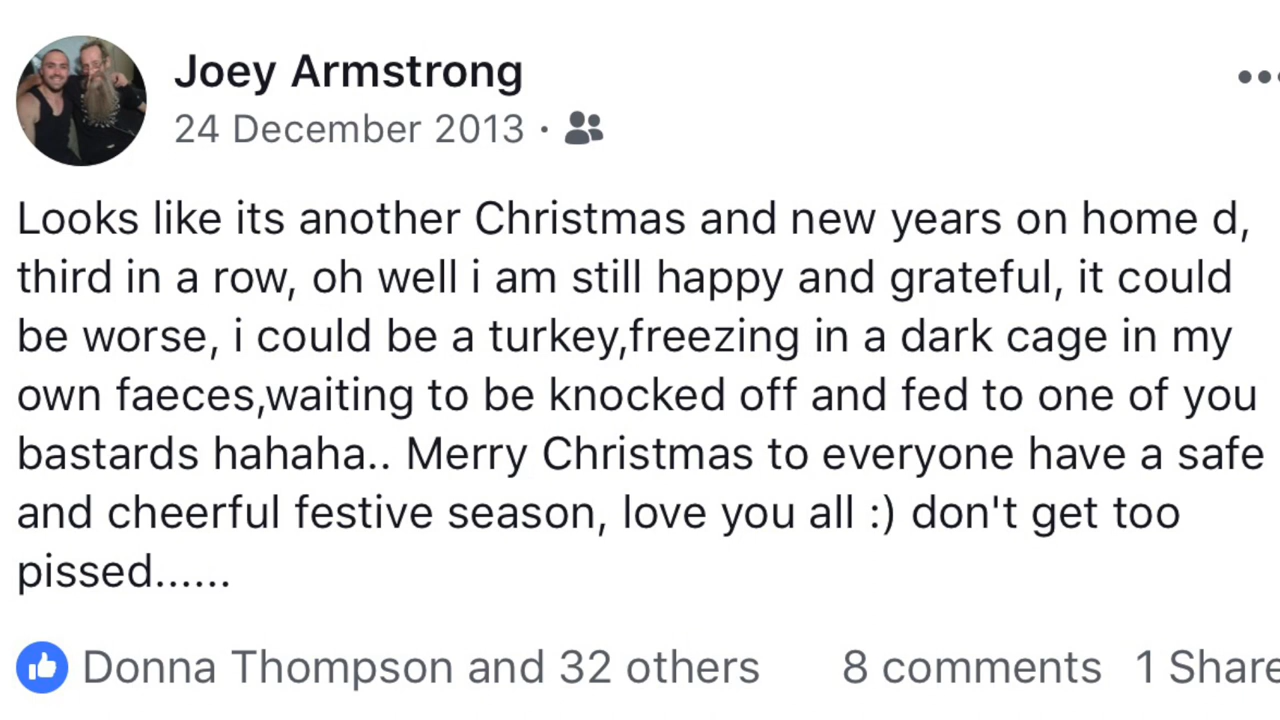 Joey Armstrong
24 December 2013 ·
Looks like its another Christmas and new years on home d,
third in a row, oh well i am still happy and grateful, it could
be worse, i could be a turkey,freezing in a dark cage in my
own faeces,waiting to be knocked off and fed to one of you
bastards hahaha.. Merry Christmas to everyone have a safe
and cheerful festive season, love you all :) don't get too
pissed......
Donna Thompson and 32 others 8 comments 1 Share